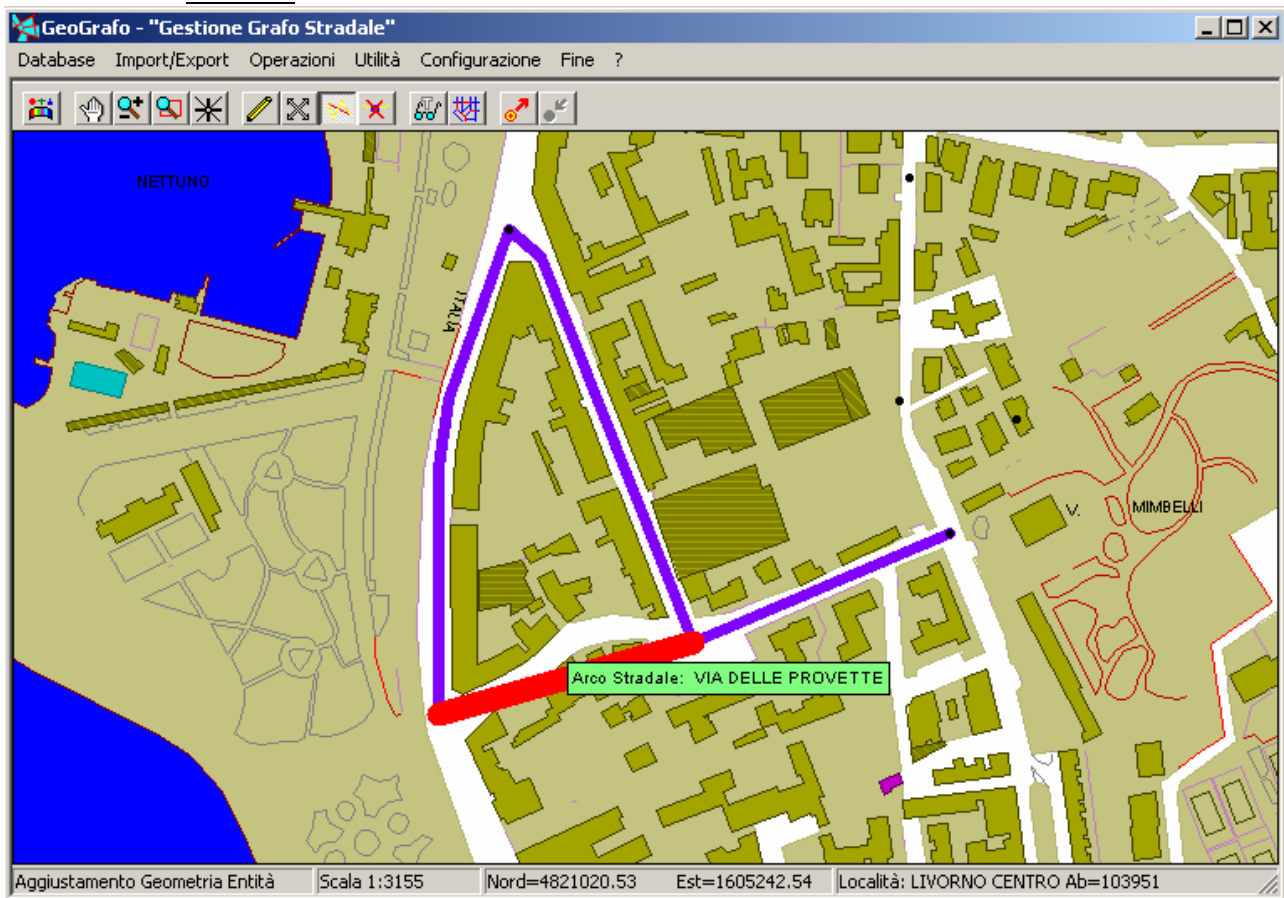 GeoGrafo - "Gestione Grafo Stradale"
Database Import/Export Operazioni Utilità Configurazione Fine ?
NETTUNO
ITALIA
V. MIMBELLI
Arco Stradale: VIA DELLE PROVETTE
Aggiustamento Geometria Entità Scala 1:3155 Nord=4821020.53 Est=1605242.54 Località: LIVORNO CENTRO Ab=103951